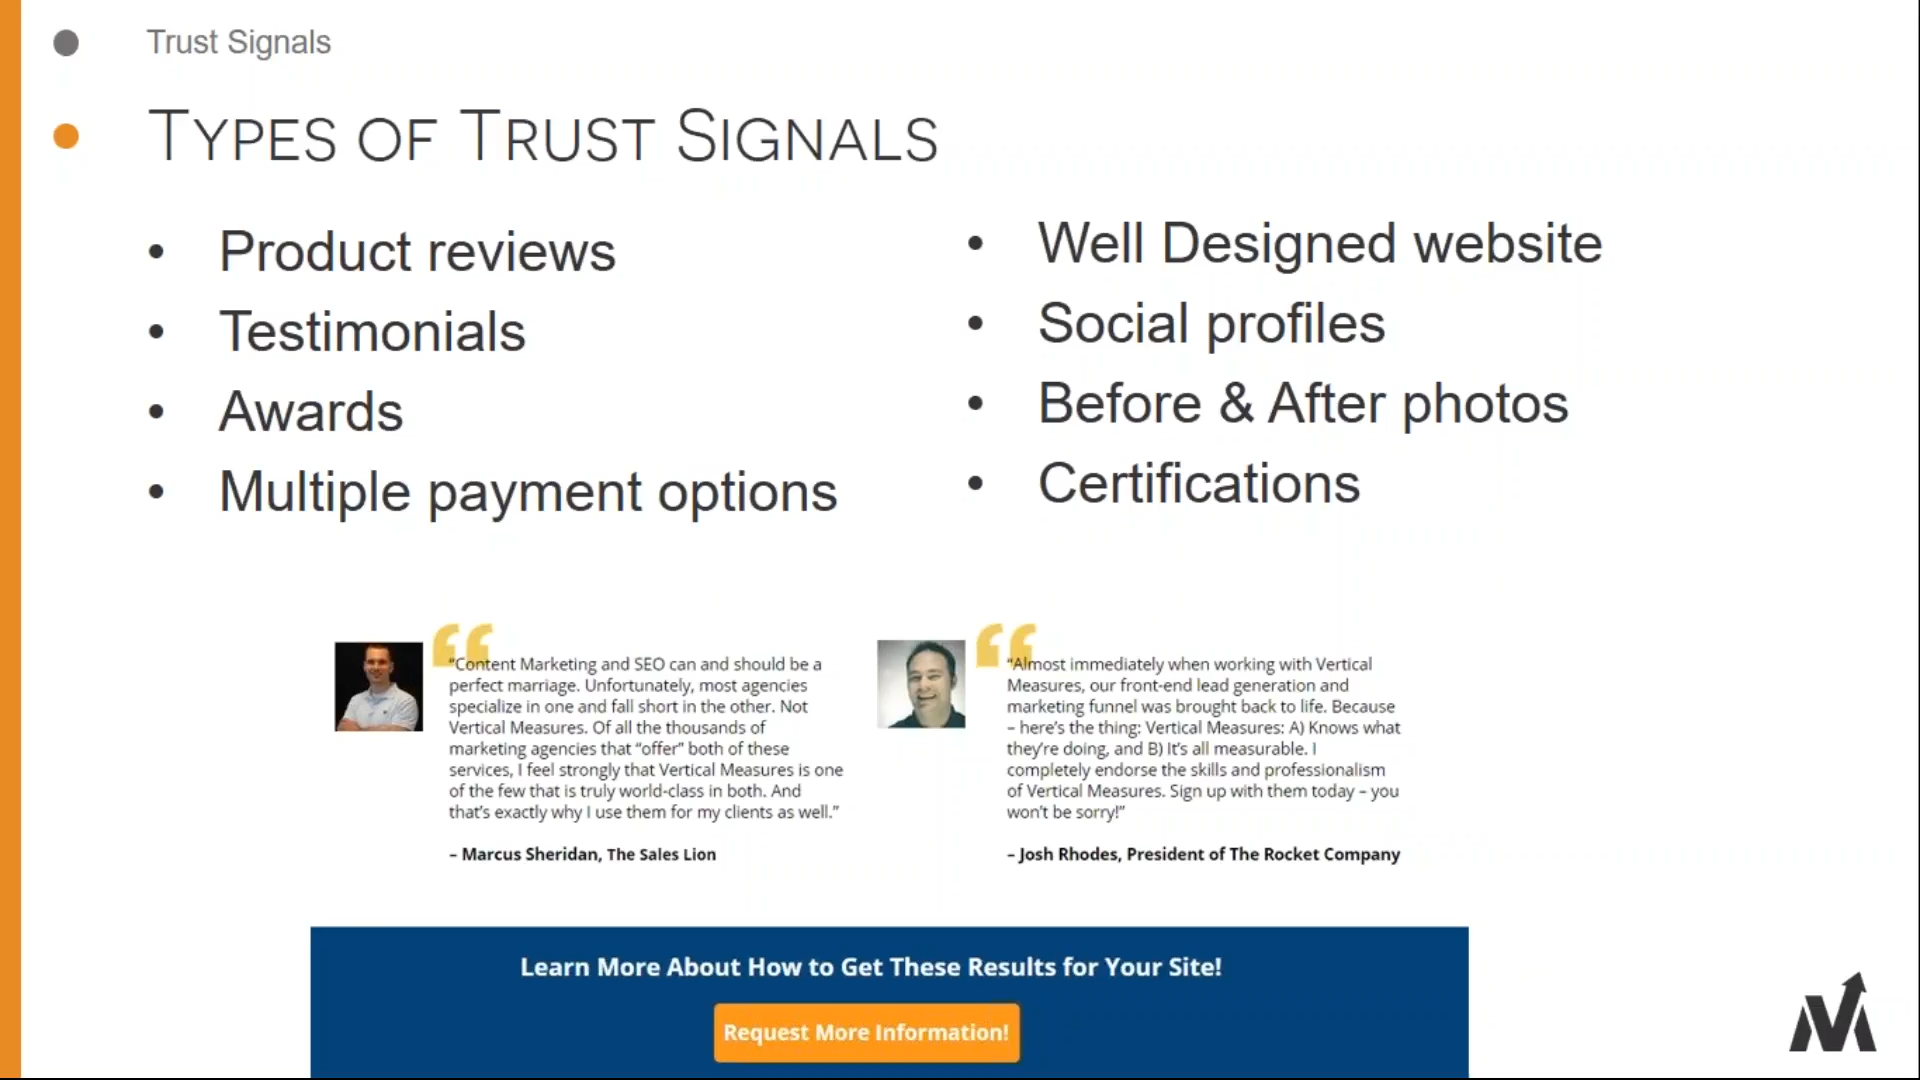 Trust Signals
Types of Trust Signals
• Product reviews
• Testimonials
• Awards
• Multiple payment options
• Well Designed website
• Social profiles
• Before & After photos
• Certifications
“Content Marketing and SEO can and should be a
perfect marriage. Unfortunately, most agencies
specialize in one and fall short in the other. Not
Vertical Measures. Of all the thousands of
marketing agencies that “offer” both of these
services, I feel strongly that Vertical Measures is one
of the few that is truly world-class in both. And
that’s exactly why I use them for my clients as well.”
– Marcus Sheridan, The Sales Lion
“Almost immediately when working with Vertical
Measures, our front-end lead generation and
marketing funnel was brought back to life. Because
– here’s the thing: Vertical Measures: A) Knows what
they’re doing, and B) It’s all measurable. I
completely endorse the skills and professionalism
of Vertical Measures. Sign up with them today – you
won’t be sorry!”
– Josh Rhodes, President of The Rocket Company
Learn More About How to Get These Results for Your Site!
Request More Information!